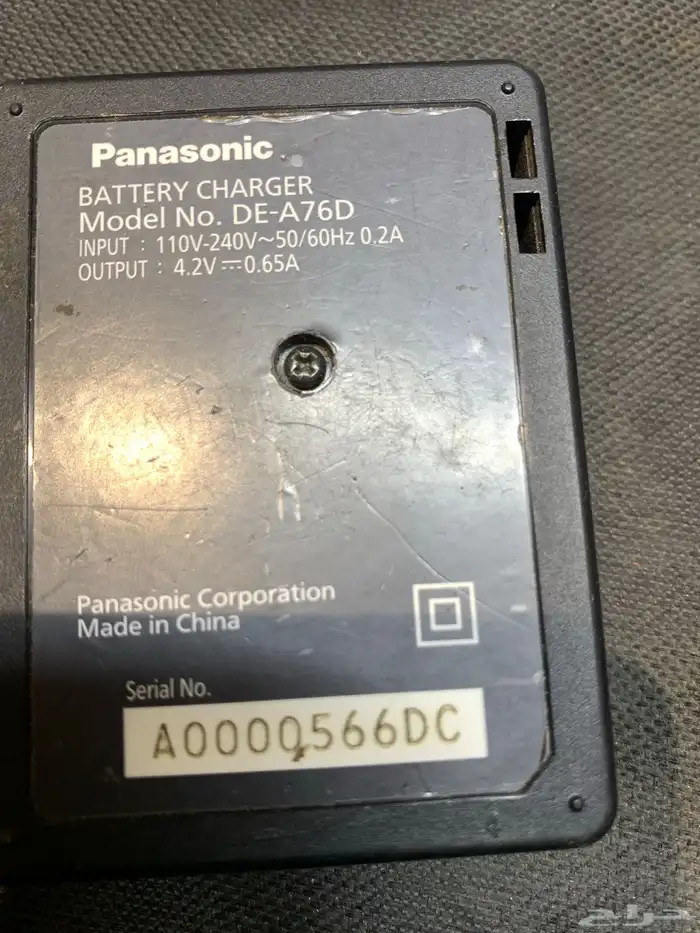 Panasonic
BATTERY CHARGER
Model No. DE-A76D
INPUT : 110V-240V~50/60Hz 0.2A
OUTPUT : 4.2V⎓0.65A
Panasonic Corporation
Made in China
Serial No.
A0000566DC
حراج